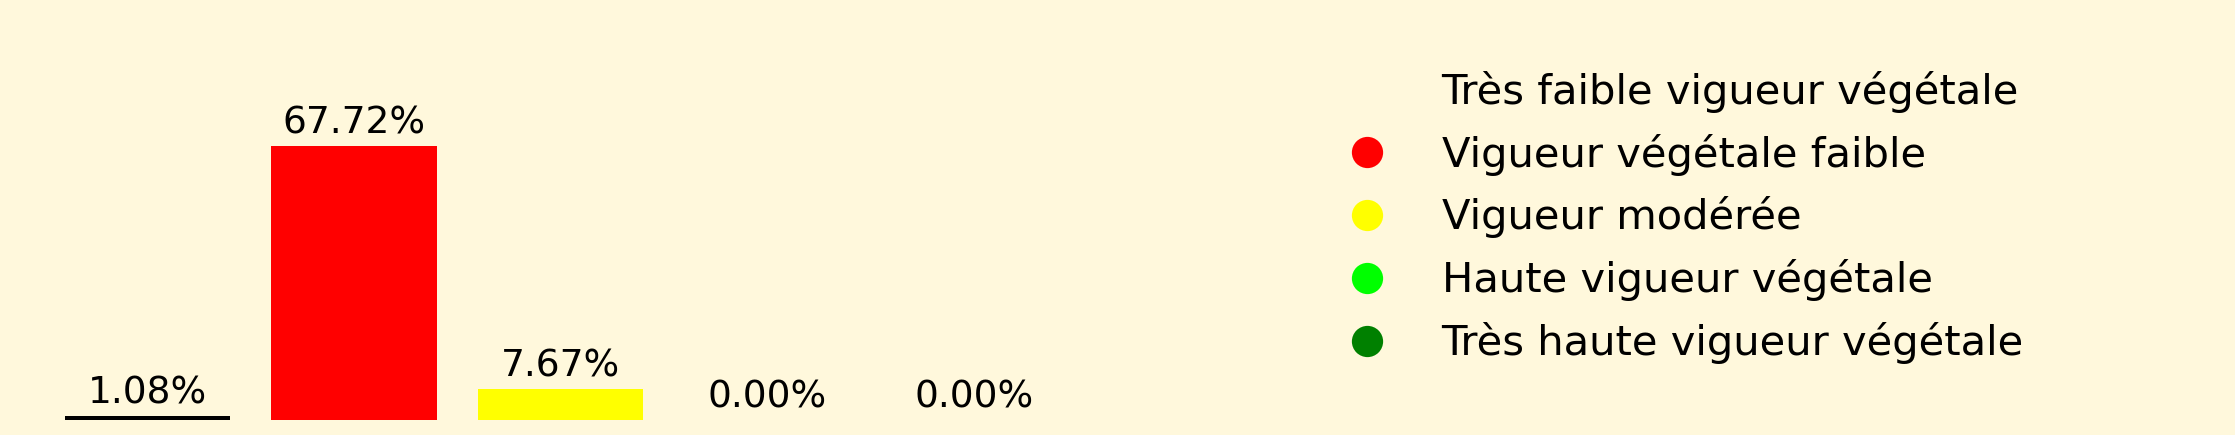 67.72%
7.67%
1.08%
0.00%
0.00%
Très faible vigueur végétale
Vigueur végétale faible
Vigueur modérée
Haute vigueur végétale
Très haute vigueur végétale